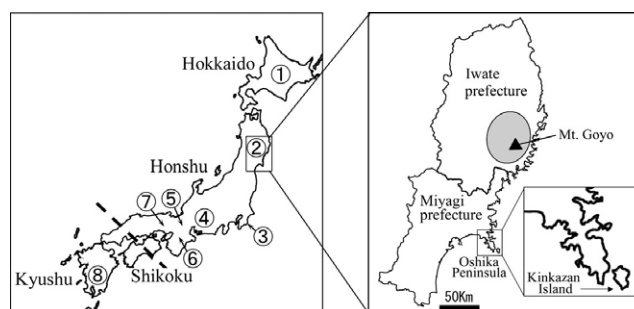 Hokkaido
①
Honshu
②
⑦ ⑤
④
③
⑥
Kyushu
⑧
Shikoku
Iwate
prefecture
Mt. Goyo
Miyagi
prefecture
Oshika
Peninsula
50Km
Kinkazan
Island